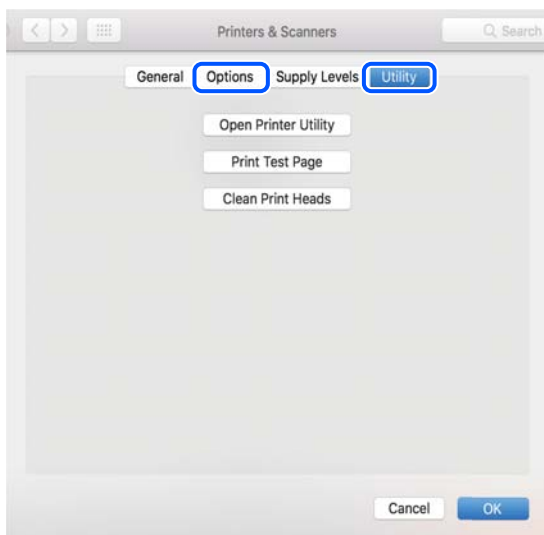 Printers & Scanners Search
General Options Supply Levels Utility
Open Printer Utility
Print Test Page
Clean Print Heads
Cancel OK